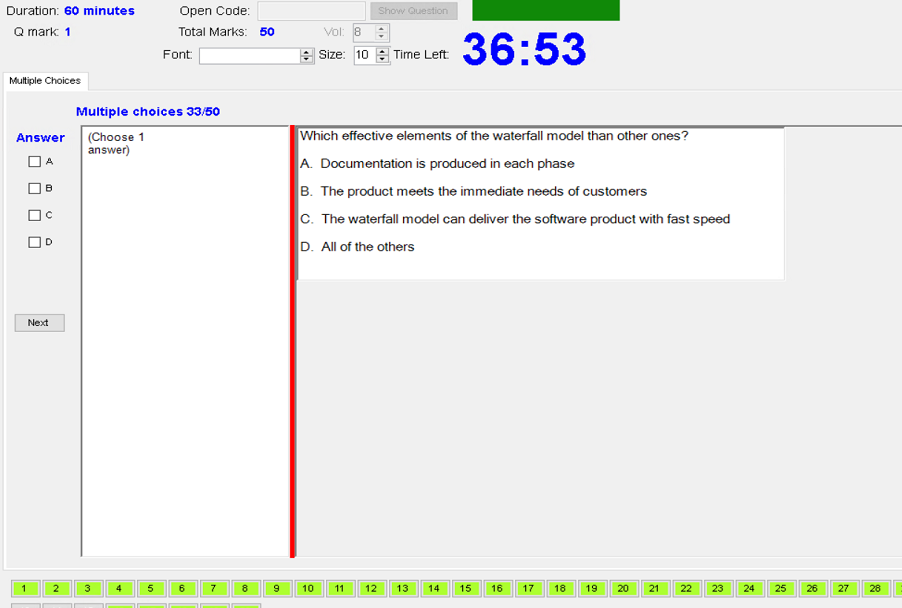 Duration: 60 minutes Open Code: Show Question
Q mark: 1 Total Marks: 50 Vol: 8
Font: Size: 10 Time Left: 36:53
Multiple Choices
Multiple choices 33/50
Answer
A
B
C
D
Next
(Choose 1
answer)
Which effective elements of the waterfall model than other ones?
A. Documentation is produced in each phase
B. The product meets the immediate needs of customers
C. The waterfall model can deliver the software product with fast speed
D. All of the others
1 2 3 4 5 6 7 8 9 10 11 12 13 14 15 16 17 18 19 20 21 22 23 24 25 26 27 28